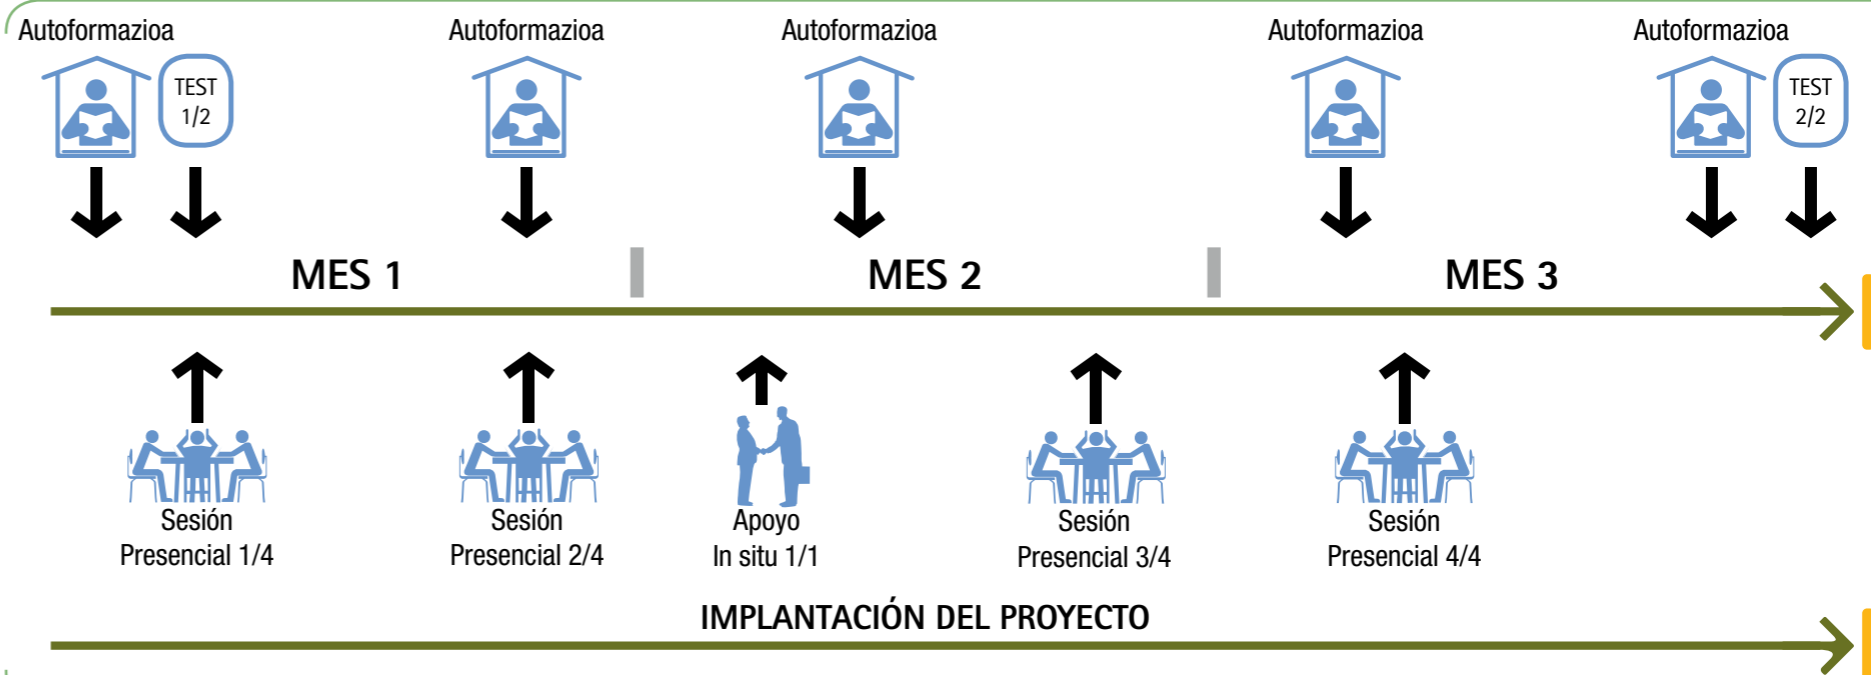 Autoformazioa
Autoformazioa
Autoformazioa
Autoformazioa
Autoformazioa
TEST
1/2
TEST
2/2
MES 1
MES 2
MES 3
Sesión
Presencial 1/4
Sesión
Presencial 2/4
Apoyo
In situ 1/1
Sesión
Presencial 3/4
Sesión
Presencial 4/4
IMPLANTACIÓN DEL PROYECTO